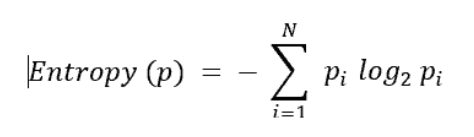 Entropy (p) = − ∑_{i=1}^{N} p_i log_2 p_i